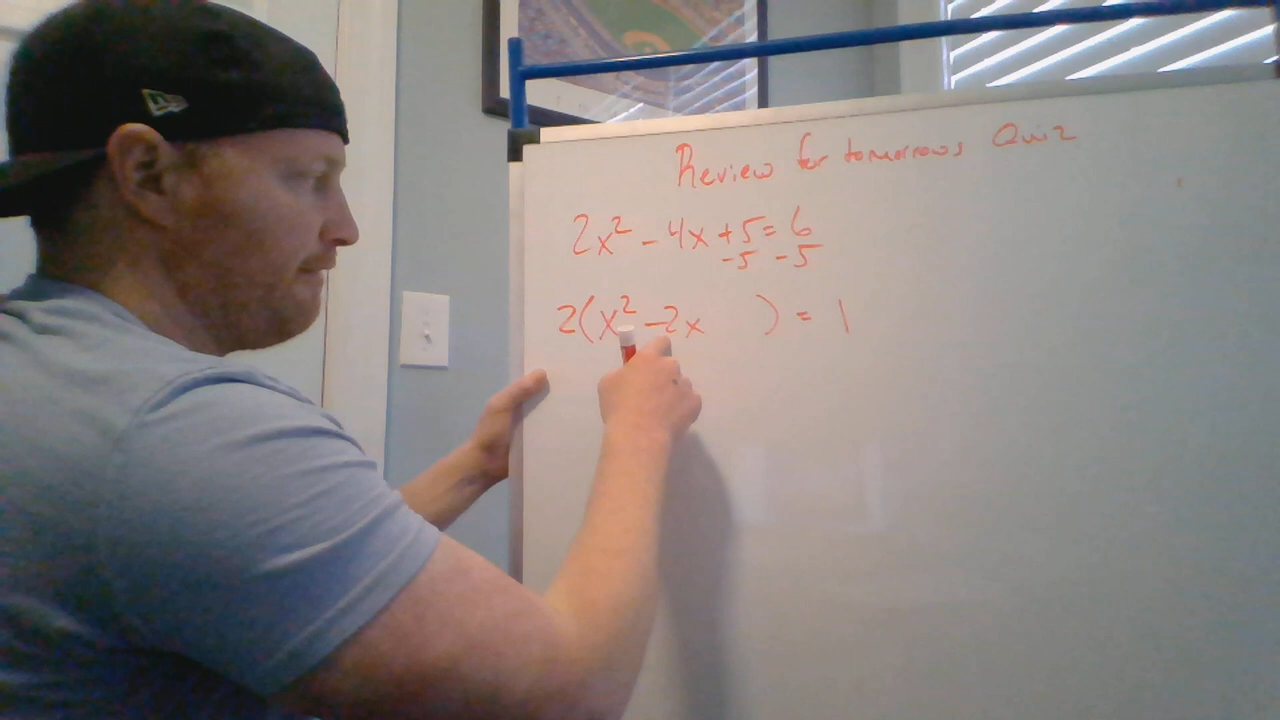 Review for tomorrows Quiz
2x² - 4x + 5 = 6
-5 -5
2(x² - 2x ) = 1